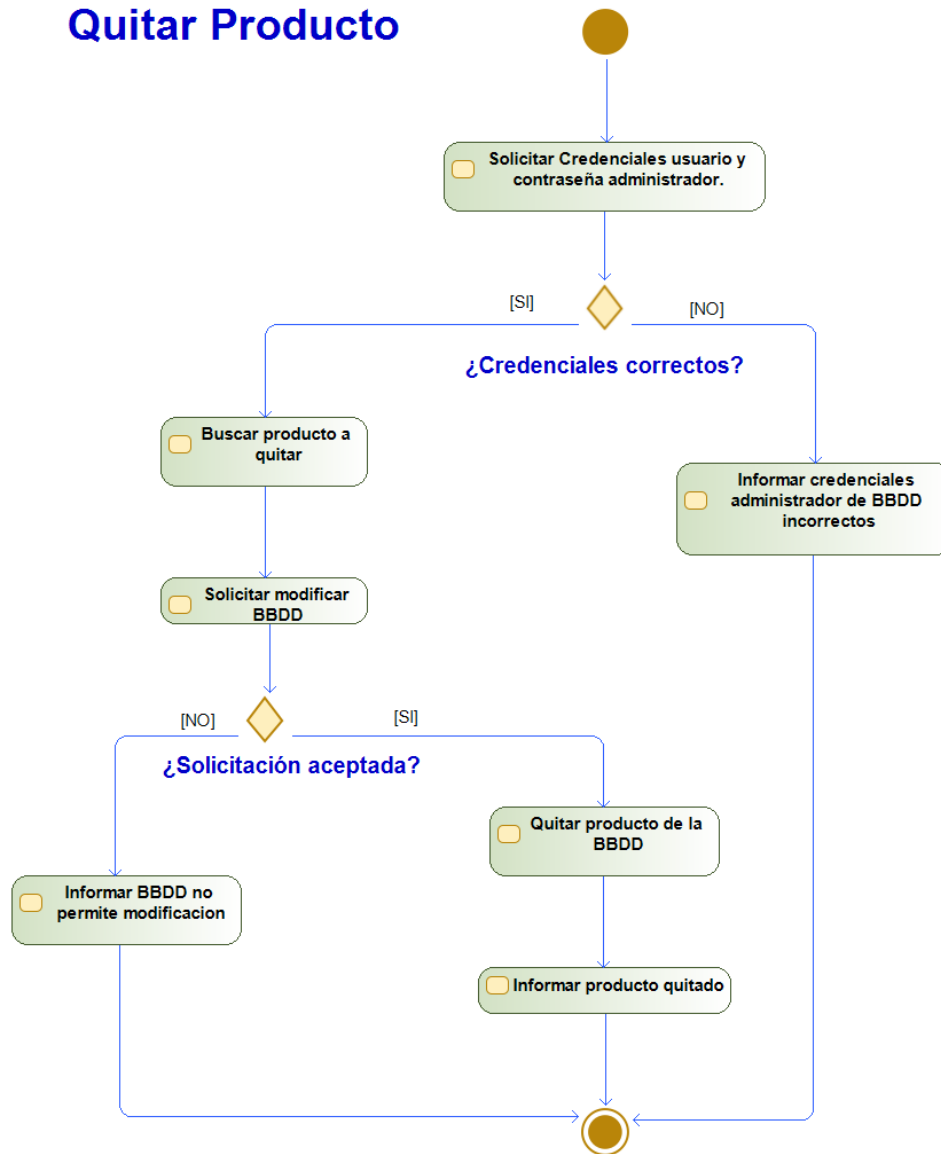 Quitar Producto
Solicitar Credenciales usuario y
contraseña administrador.
[SI]
[NO]
¿Credenciales correctos?
Buscar producto a
quitar
Informar credenciales
administrador de BBDD
incorrectos
Solicitar modificar
BBDD
[NO]
[SI]
¿Solicitación aceptada?
Quitar producto de la
BBDD
Informar BBDD no
permite modificacion
Informar producto quitado